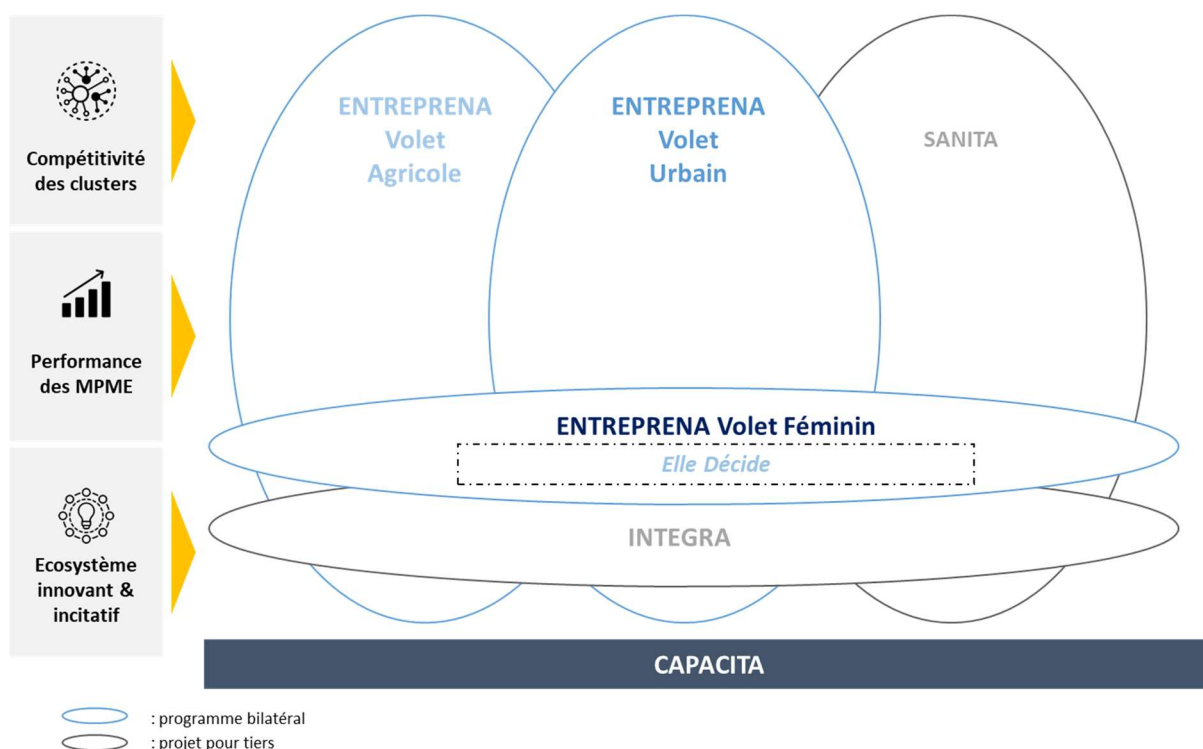 Compétitivité
des clusters
Performance
des MPME
Ecosystème
innovant &
incitatif
ENTREPRENA
Volet
Agricole
ENTREPRENA
Volet
Urbain
SANITA
ENTREPRENA Volet Féminin
Elle Décide
INTEGRA
CAPACITA
: programme bilatéral
: projet pour tiers